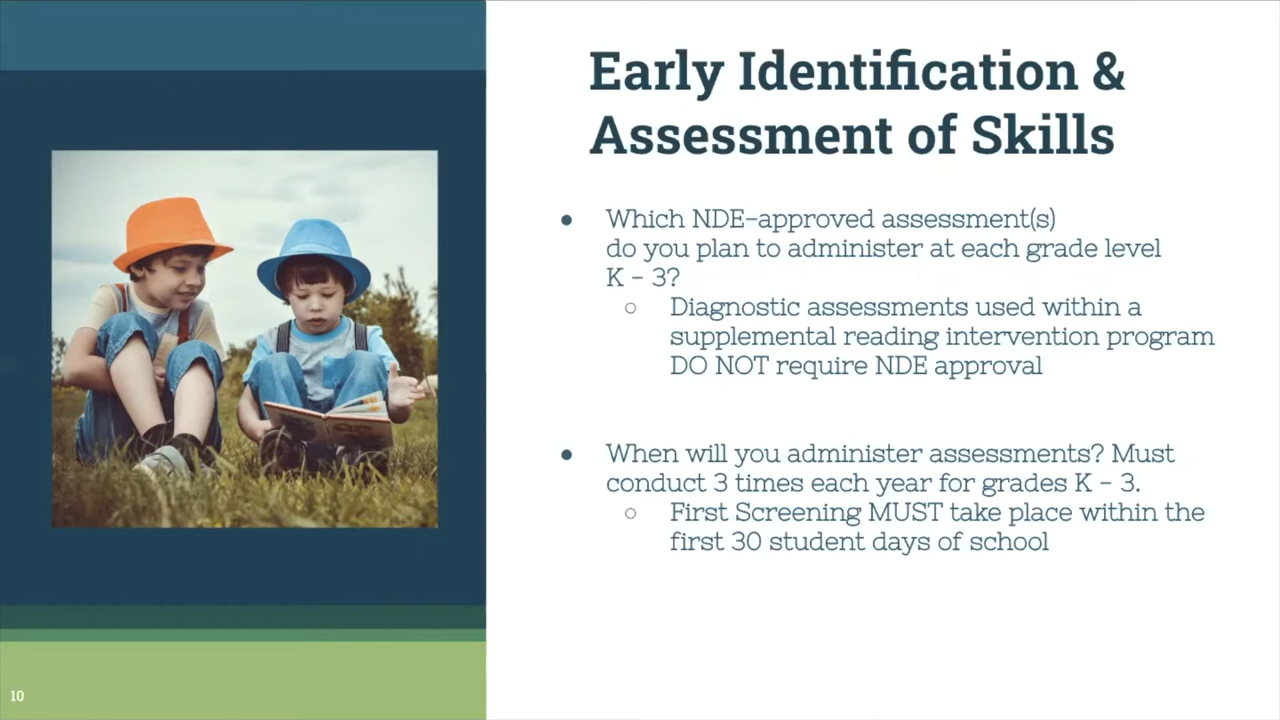 Early Identification &
Assessment of Skills
● Which NDE-approved assessment(s)
do you plan to administer at each grade level
K - 3?
○ Diagnostic assessments used within a
supplemental reading intervention program
DO NOT require NDE approval
● When will you administer assessments? Must
conduct 3 times each year for grades K - 3.
○ First Screening MUST take place within the
first 30 student days of school
10